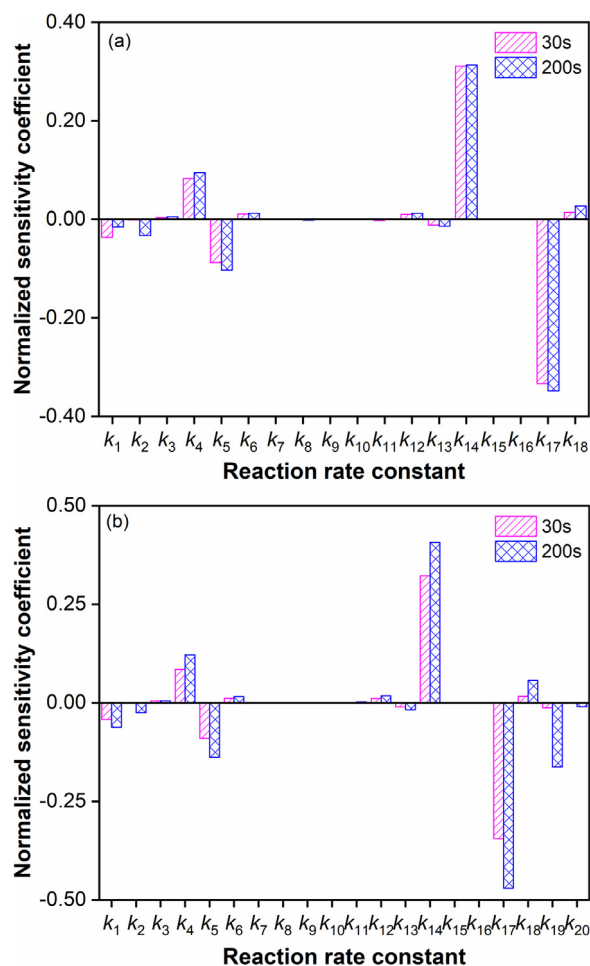 (a)
30s
200s
0.40
0.20
0.00
-0.20
-0.40
Normalized sensitivity coefficient
k1 k2 k3 k4 k5 k6 k7 k8 k9 k10 k11 k12 k13 k14 k15 k16 k17 k18
Reaction rate constant
(b)
30s
200s
0.50
0.25
0.00
-0.25
-0.50
Normalized sensitivity coefficient
k1 k2 k3 k4 k5 k6 k7 k8 k9 k10 k11 k12 k13 k14 k15 k16 k17 k18 k19 k20
Reaction rate constant